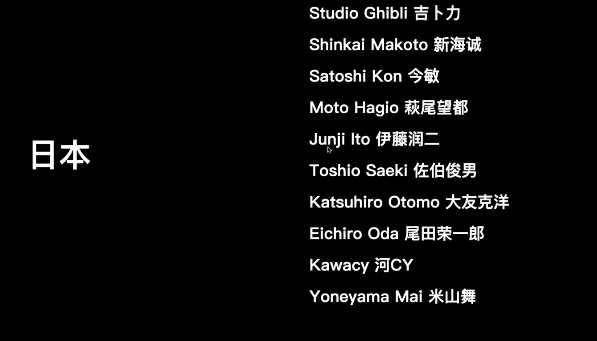 日本
Studio Ghibli 吉卜力
Shinkai Makoto 新海诚
Satoshi Kon 今敏
Moto Hagio 萩尾望都
Junji Ito 伊藤润二
Toshio Saeki 佐伯俊男
Katsuhiro Otomo 大友克洋
Eichiro Oda 尾田荣一郎
Kawacy 河CY
Yoneyama Mai 米山舞